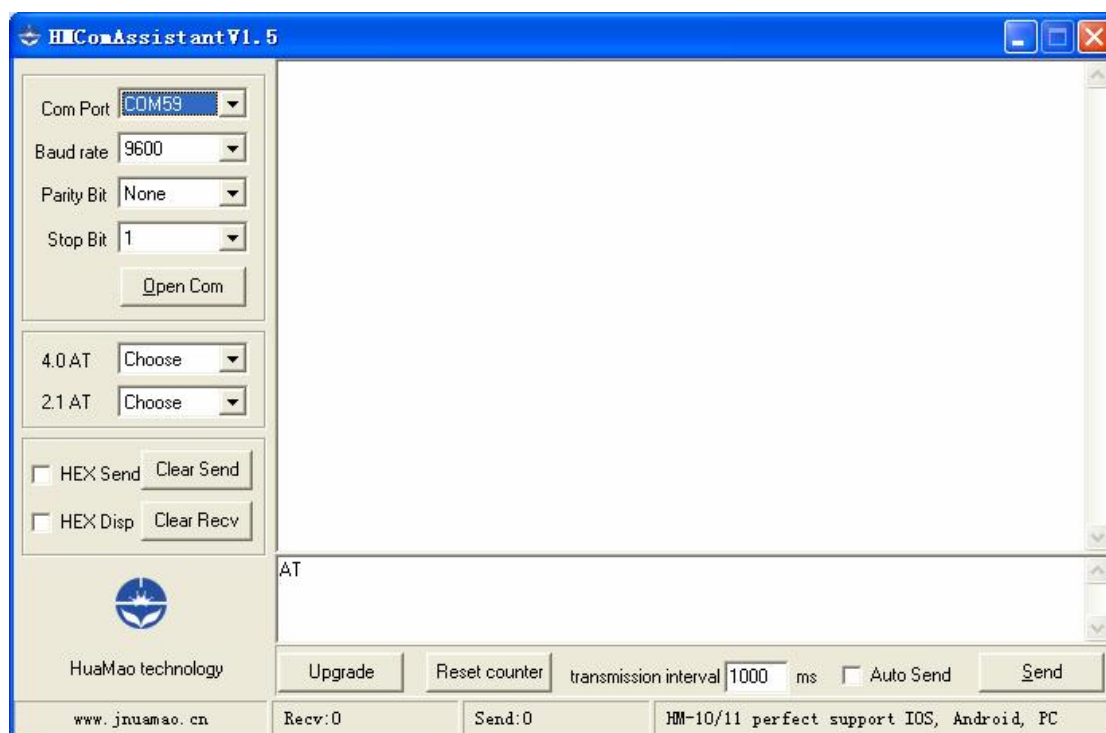 HMComAssistantV1.5
Com Port COM59
Baud rate 9600
Parity Bit None
Stop Bit 1
Open Com
4.0 AT Choose
2.1 AT Choose
HEX Send Clear Send
HEX Disp Clear Recv
AT
HuaMao technology
Upgrade Reset counter transmission interval 1000 ms Auto Send Send
www.jnuamao.cn Recv:0 Send:0 HM-10/11 perfect support IOS, Android, PC